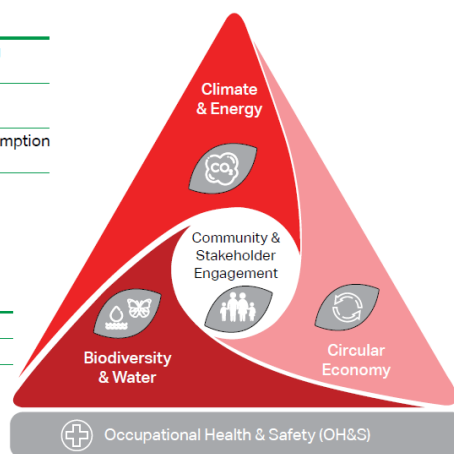 mption
Climate
& Energy
CO2
Community &
Stakeholder
Engagement
Biodiversity
& Water
Circular
Economy
Occupational Health & Safety (OH&S)